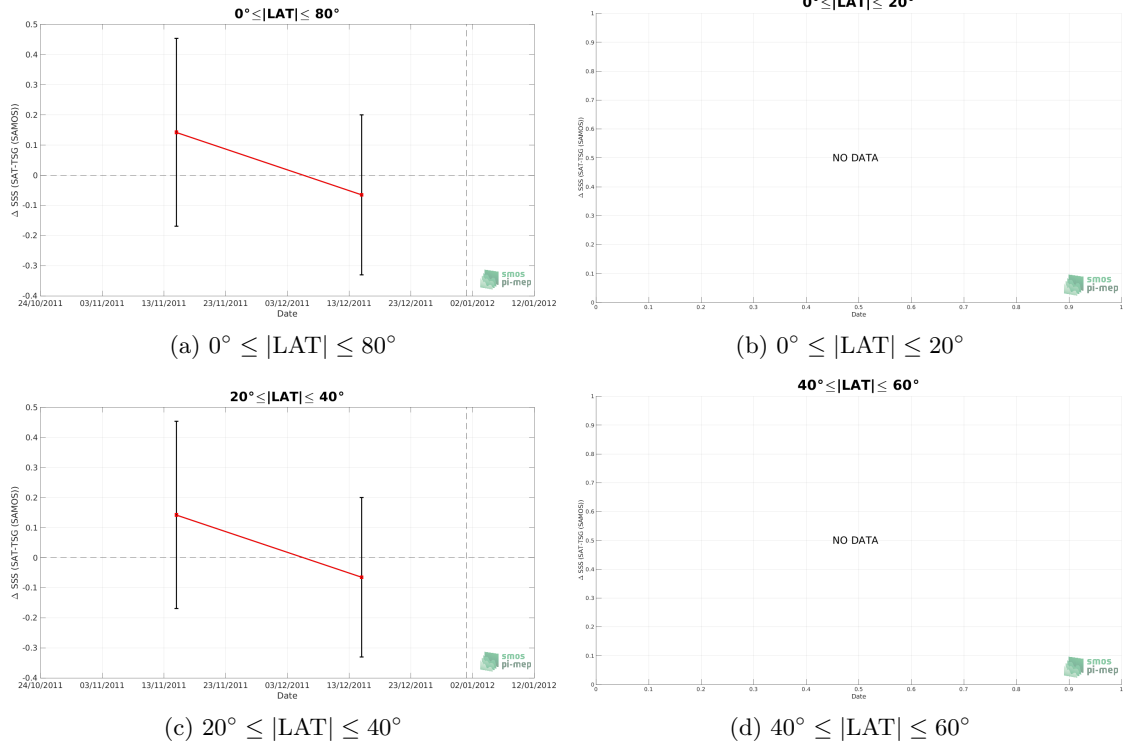 0°≤|LAT|≤ 80°
0.5
0.4
0.3
0.2
0.1
0
-0.1
-0.2
-0.3
-0.4
Δ SSS (SAT-TSG (SAMOS))
24/10/2011 03/11/2011 13/11/2011 23/11/2011 03/12/2011 13/12/2011 23/12/2011 02/01/2012 12/01/2012
Date
smos
pi-mep
(a) 0° ≤ |LAT| ≤ 80°
0°≤|LAT|≤ 20°
1
0.9
0.8
0.7
0.6
0.5
0.4
0.3
0.2
0.1
0
Δ SSS (SAT-TSG (SAMOS))
NO DATA
0 0.1 0.2 0.3 0.4 0.5 0.6 0.7 0.8 0.9 1
Date
smos
pi-mep
(b) 0° ≤ |LAT| ≤ 20°
20°≤|LAT|≤ 40°
0.5
0.4
0.3
0.2
0.1
0
-0.1
-0.2
-0.3
-0.4
Δ SSS (SAT-TSG (SAMOS))
24/10/2011 03/11/2011 13/11/2011 23/11/2011 03/12/2011 13/12/2011 23/12/2011 02/01/2012 12/01/2012
Date
smos
pi-mep
(c) 20° ≤ |LAT| ≤ 40°
40°≤|LAT|≤ 60°
1
0.9
0.8
0.7
0.6
0.5
0.4
0.3
0.2
0.1
0
Δ SSS (SAT-TSG (SAMOS))
NO DATA
0 0.1 0.2 0.3 0.4 0.5 0.6 0.7 0.8 0.9 1
Date
smos
pi-mep
(d) 40° ≤ |LAT| ≤ 60°